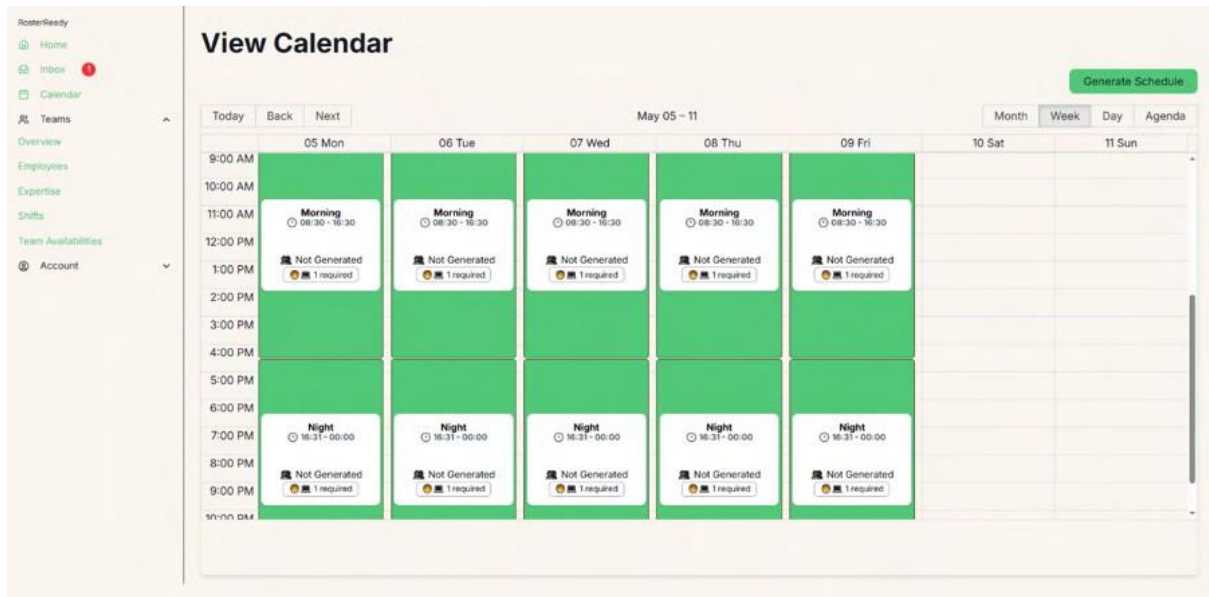 RosterReady
Home
Inbox 1
Calendar
Teams
Overview
Employees
Expertise
Shifts
Team Availabilities
Account
View Calendar
Generate Schedule
Today Back Next May 05 – 11 Month Week Day Agenda
05 Mon 06 Tue 07 Wed 08 Thu 09 Fri 10 Sat 11 Sun
9:00 AM
10:00 AM
11:00 AM Morning Morning Morning Morning Morning
08:30 - 16:30 08:30 - 16:30 08:30 - 16:30 08:30 - 16:30 08:30 - 16:30
12:00 PM
Not Generated Not Generated Not Generated Not Generated Not Generated
1:00 PM 1 required 1 required 1 required 1 required 1 required
2:00 PM
3:00 PM
4:00 PM
5:00 PM
6:00 PM
Night Night Night Night Night
7:00 PM 16:31 - 00:00 16:31 - 00:00 16:31 - 00:00 16:31 - 00:00 16:31 - 00:00
8:00 PM
Not Generated Not Generated Not Generated Not Generated Not Generated
9:00 PM 1 required 1 required 1 required 1 required 1 required
10:00 PM